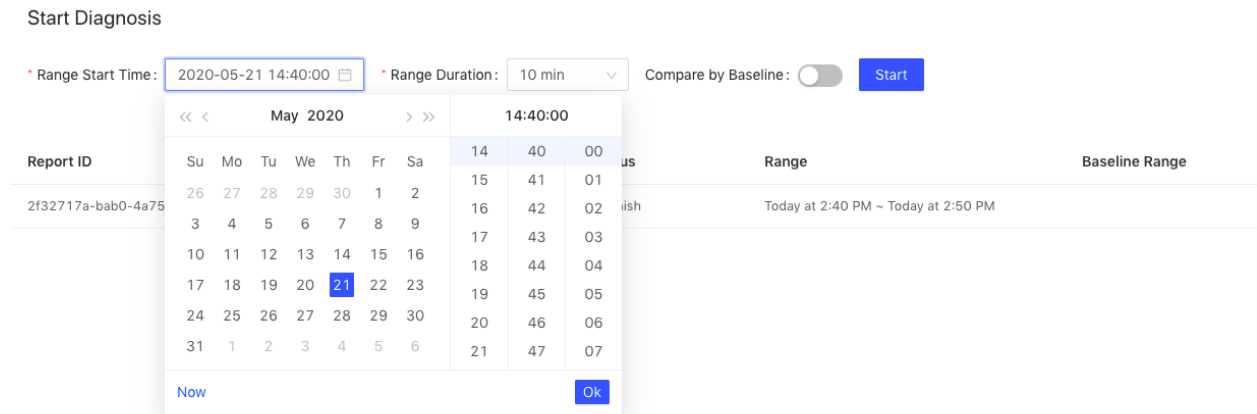 Start Diagnosis
* Range Start Time : 2020-05-21 14:40:00 * Range Duration : 10 min Compare by Baseline : Start
« < May 2020 > » 14:40:00
Report ID Range Baseline Range
Su Mo Tu We Th Fr Sa 14 40 00
26 27 28 29 30 1 2 15 41 01
2f32717a-bab0-4a75 Today at 2:40 PM ~ Today at 2:50 PM
3 4 5 6 7 8 9 16 42 02
10 11 12 13 14 15 16 17 43 03
17 18 19 20 21 22 23 18 44 04
24 25 26 27 28 29 30 19 45 05
31 1 2 3 4 5 6 20 46 06
21 47 07
Now Ok